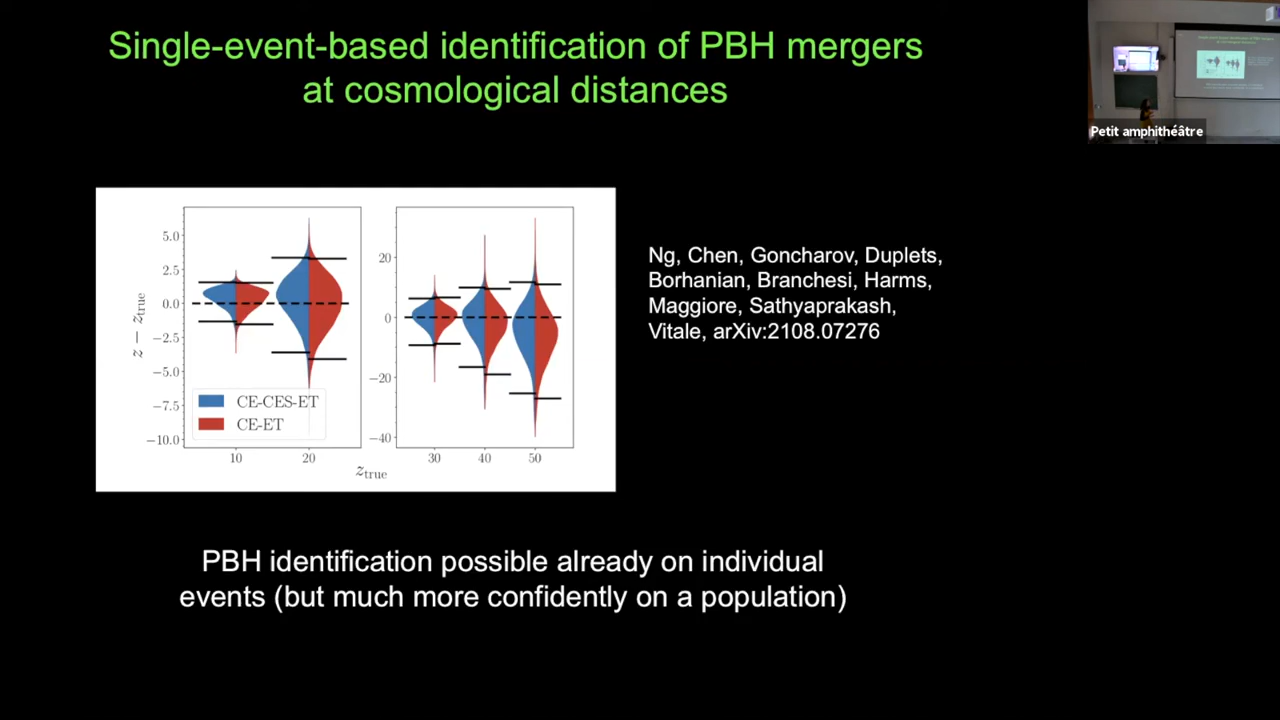 Single-event-based identification of PBH mergers
at cosmological distances
Petit amphithéâtre
5.0
2.5
0.0
−2.5
−5.0
−7.5
−10.0
z − z_true
CE-CES-ET
CE-ET
10
20
20
0
−20
−40
30
40
50
z_true
Ng, Chen, Goncharov, Duplets,
Borhanian, Branchesi, Harms,
Maggiore, Sathyaprakash,
Vitale, arXiv:2108.07276
PBH identification possible already on individual
events (but much more confidently on a population)